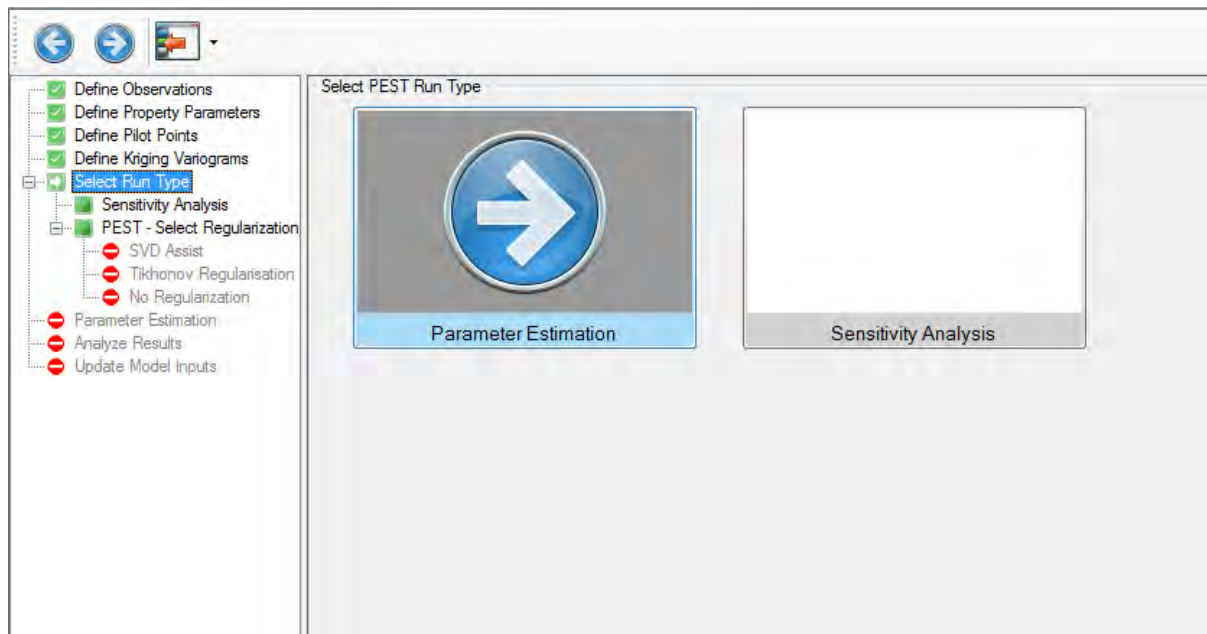 Define Observations
Define Property Parameters
Define Pilot Points
Define Kriging Variograms
Select Run Type
Sensitivity Analysis
PEST - Select Regularization
SVD Assist
Tikhonov Regularisation
No Regularization
Parameter Estimation
Analyze Results
Update Model Inputs
Select PEST Run Type
Parameter Estimation
Sensitivity Analysis